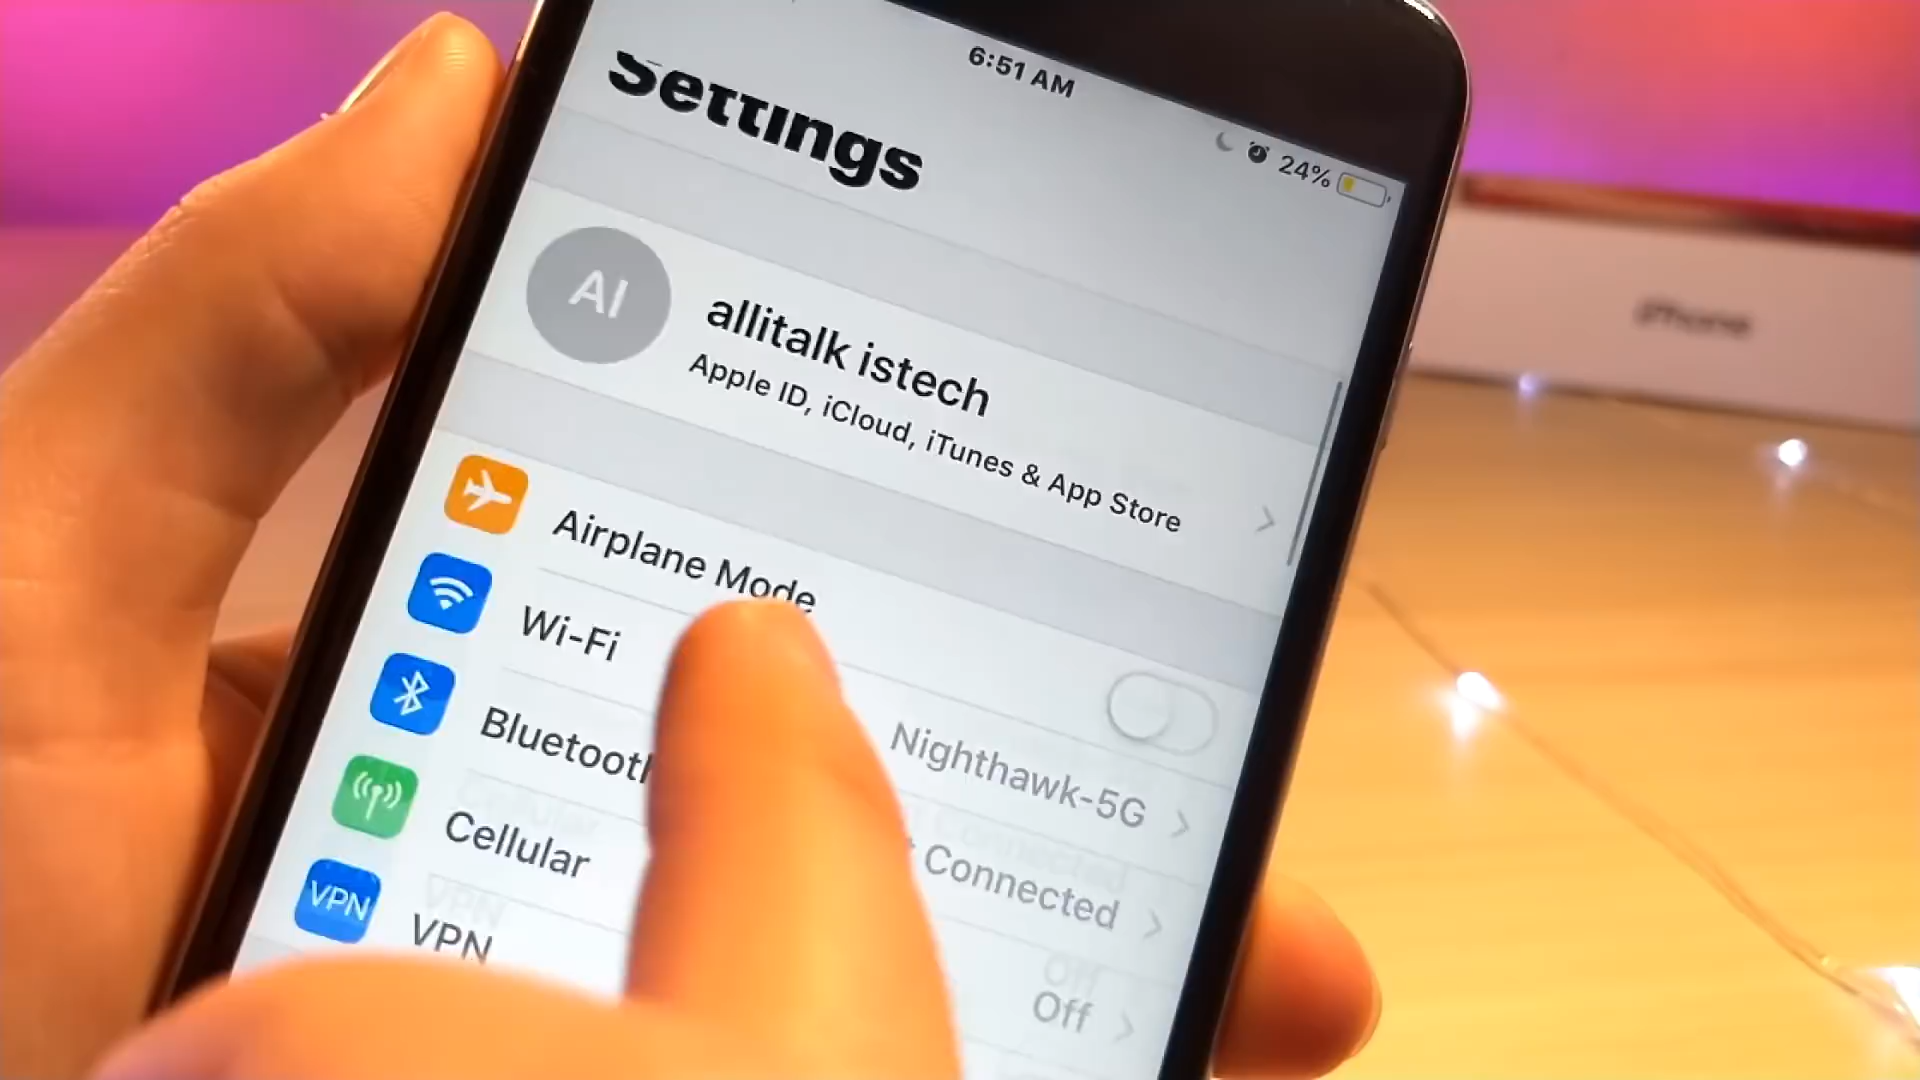 6:51 AM
Settings
24%
AI
allitalk istech
Apple ID, iCloud, iTunes & App Store
Airplane Mode
Wi-Fi
Nighthawk-5G
Bluetooth
Connected
Cellular
Off
VPN
VPN
iPhone